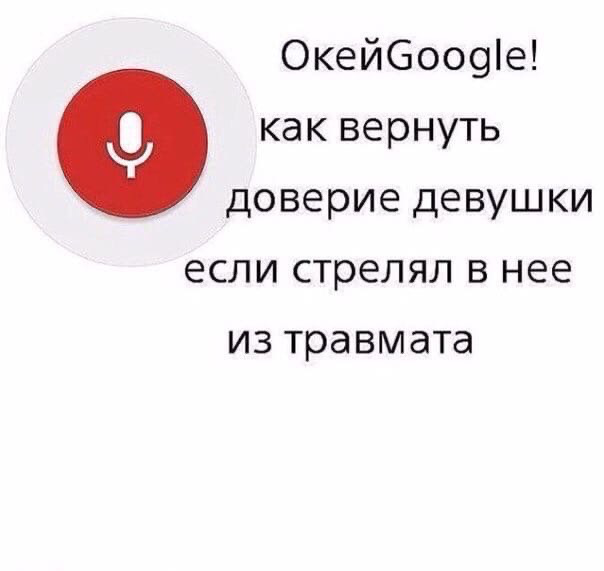 ОкейGoogle!
как вернуть
доверие девушки
если стрелял в нее
из травмата